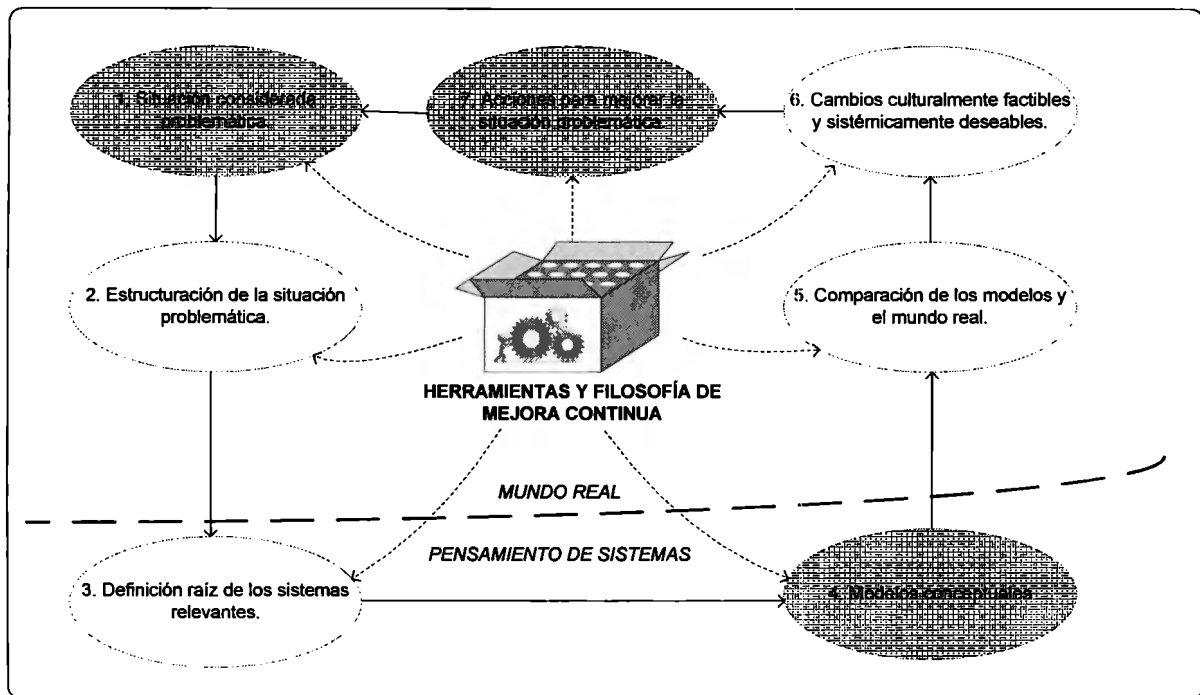 1. Situación considerada
problemática.
7. Acciones para mejorar la
situación problemática.
6. Cambios culturalmente factibles
y sistémicamente deseables.
2. Estructuración de la situación
problemática.
5. Comparación de los modelos y
el mundo real.
HERRAMIENTAS Y FILOSOFÍA DE
MEJORA CONTINUA
MUNDO REAL
PENSAMIENTO DE SISTEMAS
3. Definición raíz de los sistemas
relevantes.
4. Modelos conceptuales